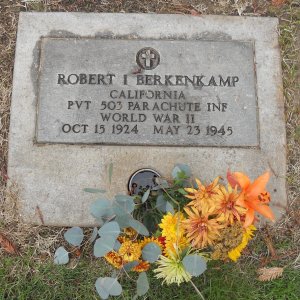 ROBERT I BERKENKAMP
CALIFORNIA
PVT 503 PARACHUTE INF
WORLD WAR II
OCT 15 1924 MAY 23 1945